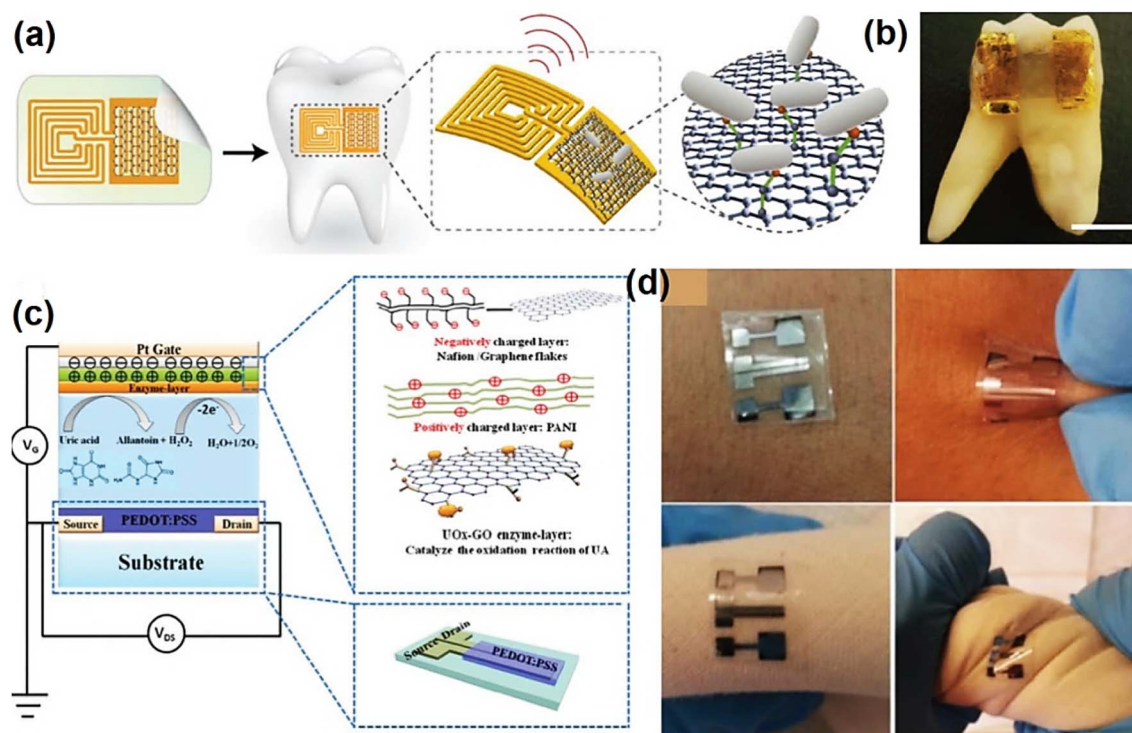 (a)
(b)
(c)
Pt Gate
Enzyme-layer
-2e⁻
Uric acid
Allantoin + H₂O₂
H₂O+1/2O₂
V_G
Source
PEDOT:PSS
Drain
Substrate
V_DS
Negatively charged layer:
Nafion /Graphene flakes
Positively charged layer: PANI
UOx-GO enzyme-layer:
Catalyze the oxidation reaction of UA
Source
Drain
PEDOT:PSS
(d)